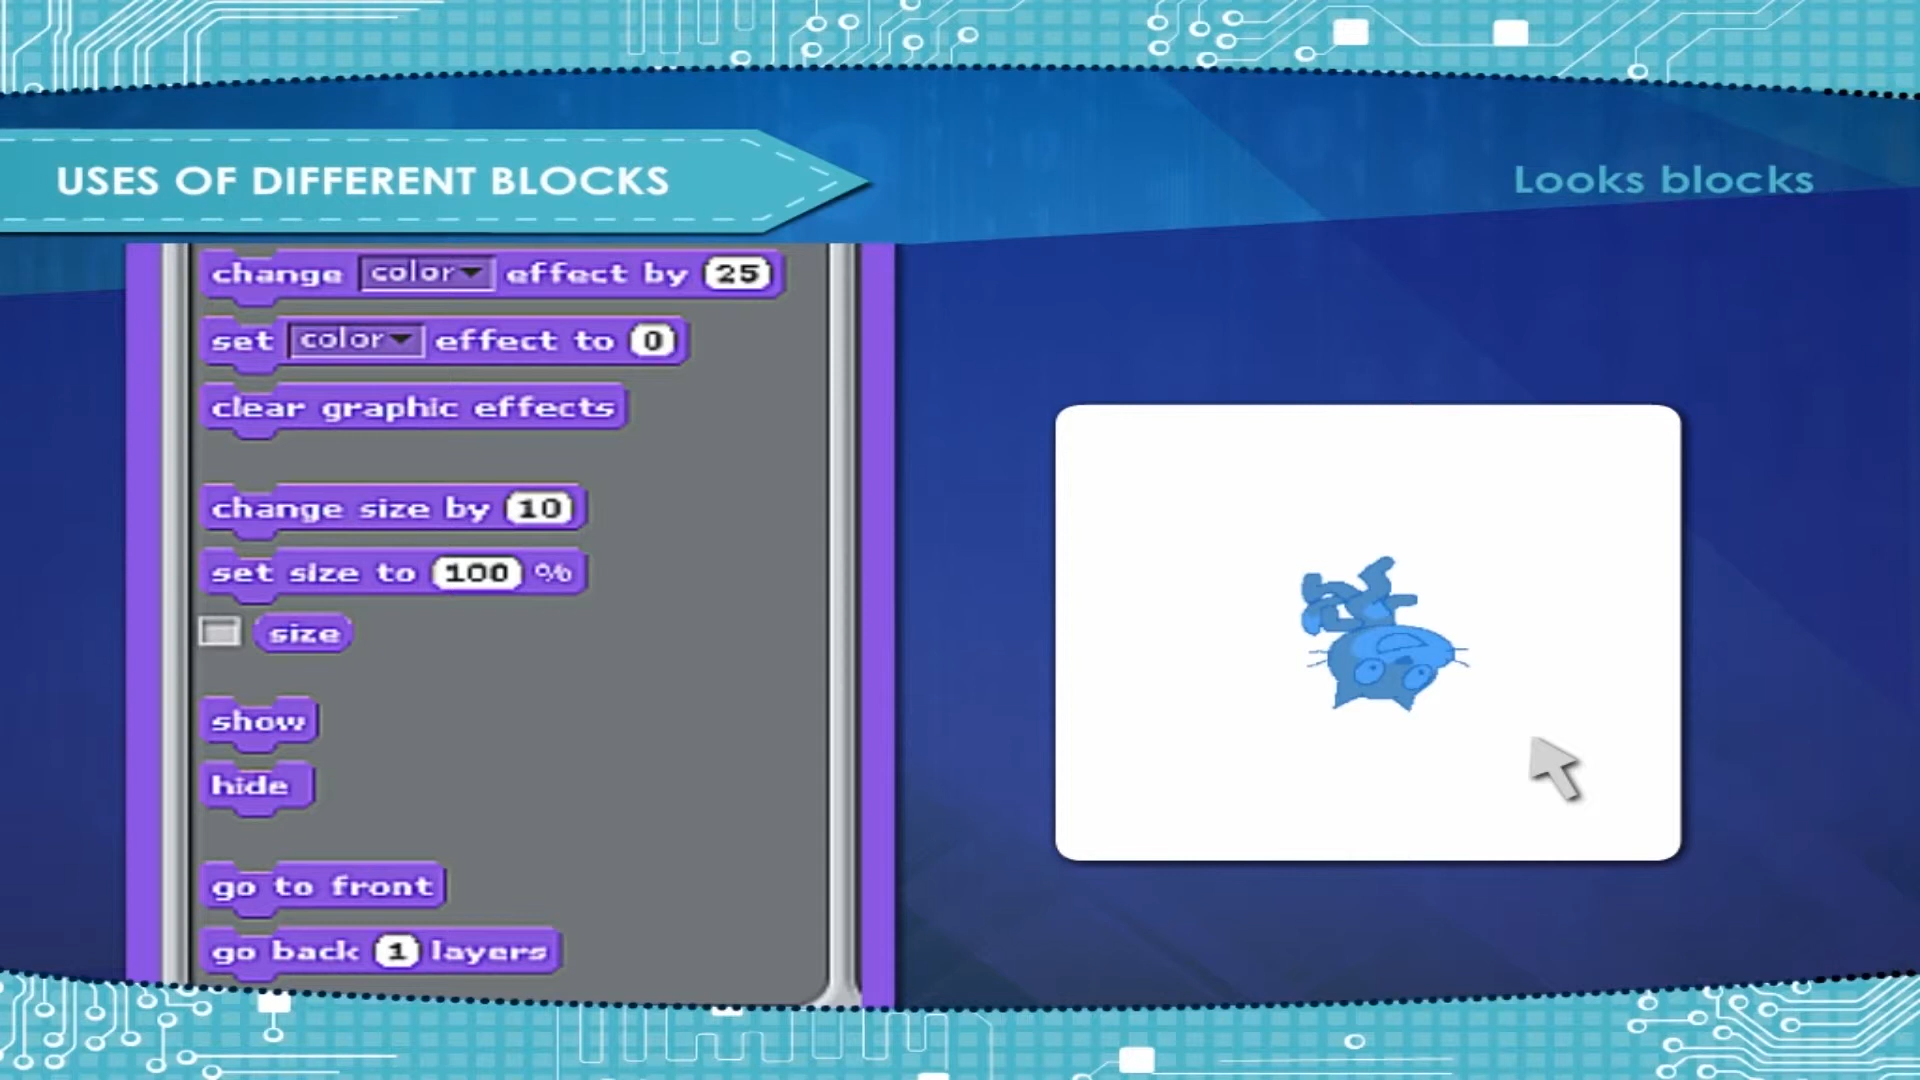 USES OF DIFFERENT BLOCKS
Looks blocks
change color effect by 25
set color effect to 0
clear graphic effects
change size by 10
set size to 100 %
size
show
hide
go to front
go back 1 layers